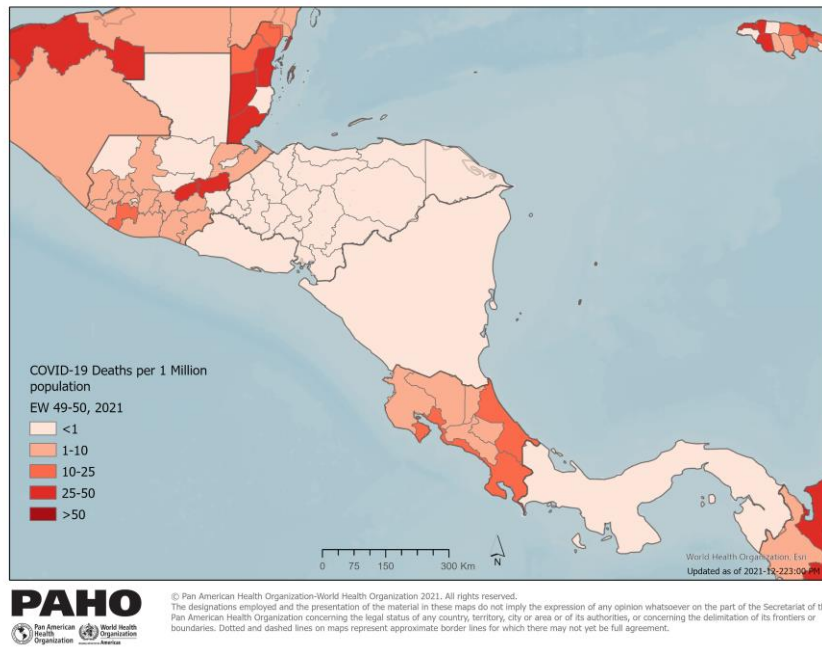 COVID-19 Deaths per 1 Million
population
EW 49-50, 2021
<1
1-10
10-25
25-50
>50
0 75 150 300 Km
N
World Health Organization, Esri
Updated as of 2021-12-223:00 PM
PAHO
Pan American
Health
Organization
World Health
Organization
Americas
© Pan American Health Organization-World Health Organization 2021. All rights reserved.
The designations employed and the presentation of the material in these maps do not imply the expression of any opinion whatsoever on the part of the Secretariat of th
Pan American Health Organization concerning the legal status of any country, territory, city or area or of its authorities, or concerning the delimitation of its frontiers or
boundaries. Dotted and dashed lines on maps represent approximate border lines for which there may not yet be full agreement.